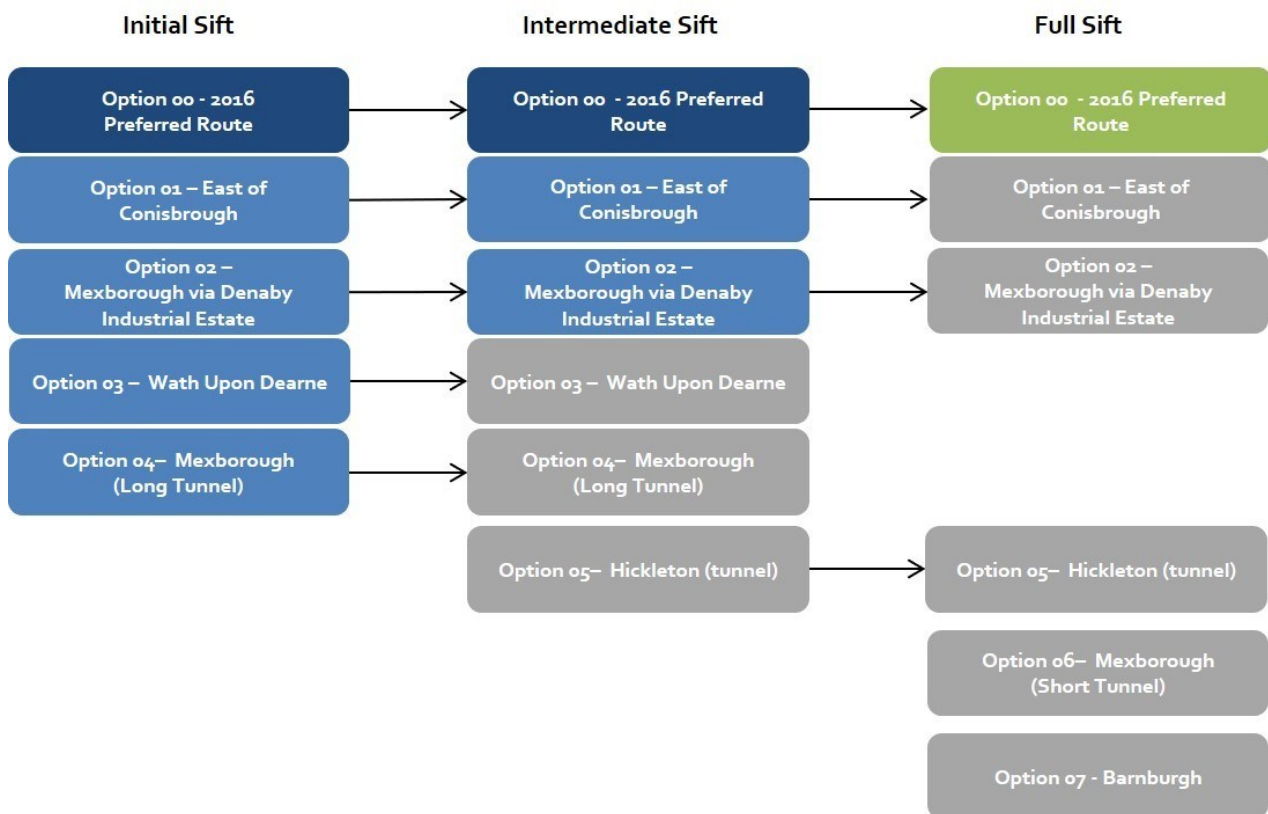 Initial Sift
Intermediate Sift
Full Sift
Option 00 - 2016
Preferred Route
Option 00 - 2016 Preferred
Route
Option 00 - 2016 Preferred
Route
Option 01 – East of
Conisbrough
Option 01 – East of
Conisbrough
Option 01 – East of
Conisbrough
Option 02 –
Mexborough via Denaby
Industrial Estate
Option 02 –
Mexborough via Denaby
Industrial Estate
Option 02 –
Mexborough via Denaby
Industrial Estate
Option 03 – Wath Upon Dearne
Option 03 – Wath Upon Dearne
Option 04– Mexborough
(Long Tunnel)
Option 04– Mexborough
(Long Tunnel)
Option 05– Hickleton (tunnel)
Option 05– Hickleton (tunnel)
Option 06– Mexborough
(Short Tunnel)
Option 07 - Barnburgh